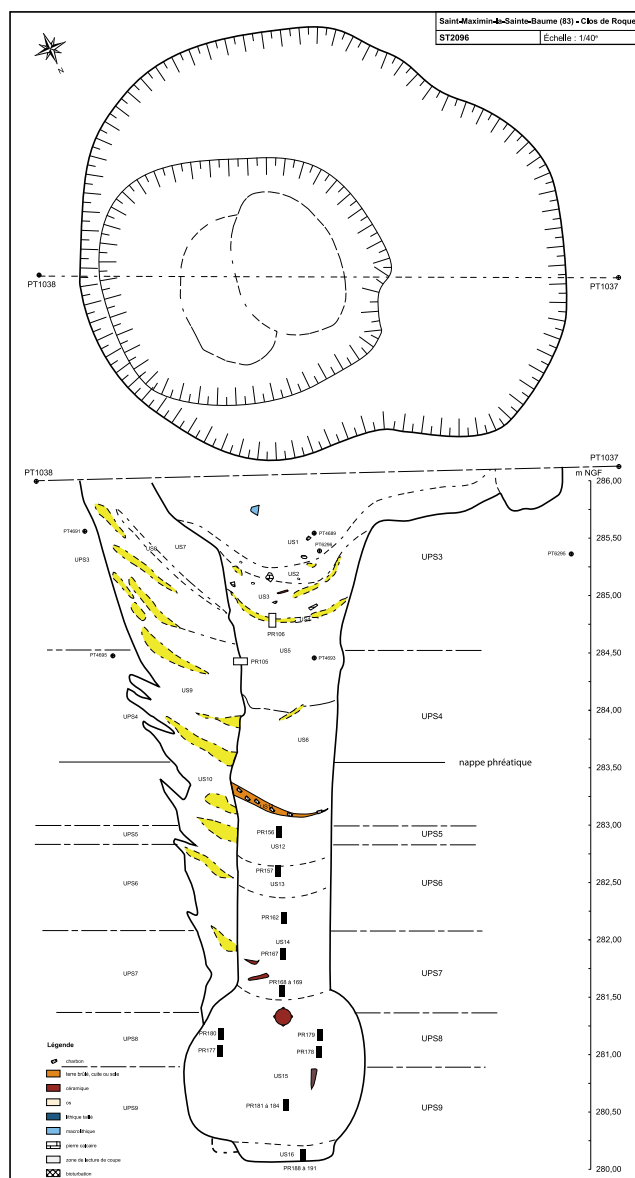 Saint-Maximin-la-Sainte-Baume (83) - Clos de Roque
ST2096 Échelle : 1/40e
N
PT1038 PT1037
PT1038 PT1037
m NGF
286,00
PT4691 PT4689
US1
US8 US7 PT6296 285,50
PT6295
UPS3 US2 UPS3
US3 285,00
US4
PR106
US5 284,50
PT4695 PR105 PT4693
US9
284,00
UPS4 UPS4
US6
nappe phréatique 283,50
US10
PR156 283,00
UPS5 UPS5
US12
PR157
US13 282,50
UPS6 UPS6
PR162
US14 282,00
PR167
UPS7 UPS7
PR168 à 169 281,50
PR180 PR179
UPS8 UPS8
Légende PR177 PR178 281,00
charbon
terre brûlé, cuite ou sole US15
céramique
os PR181 à 184 UPS9 UPS9 280,50
lithique taillé
macrolithique
pierre calcaire US16
zone de lecture de coupe PR188 à 191 280,00
bioturbation